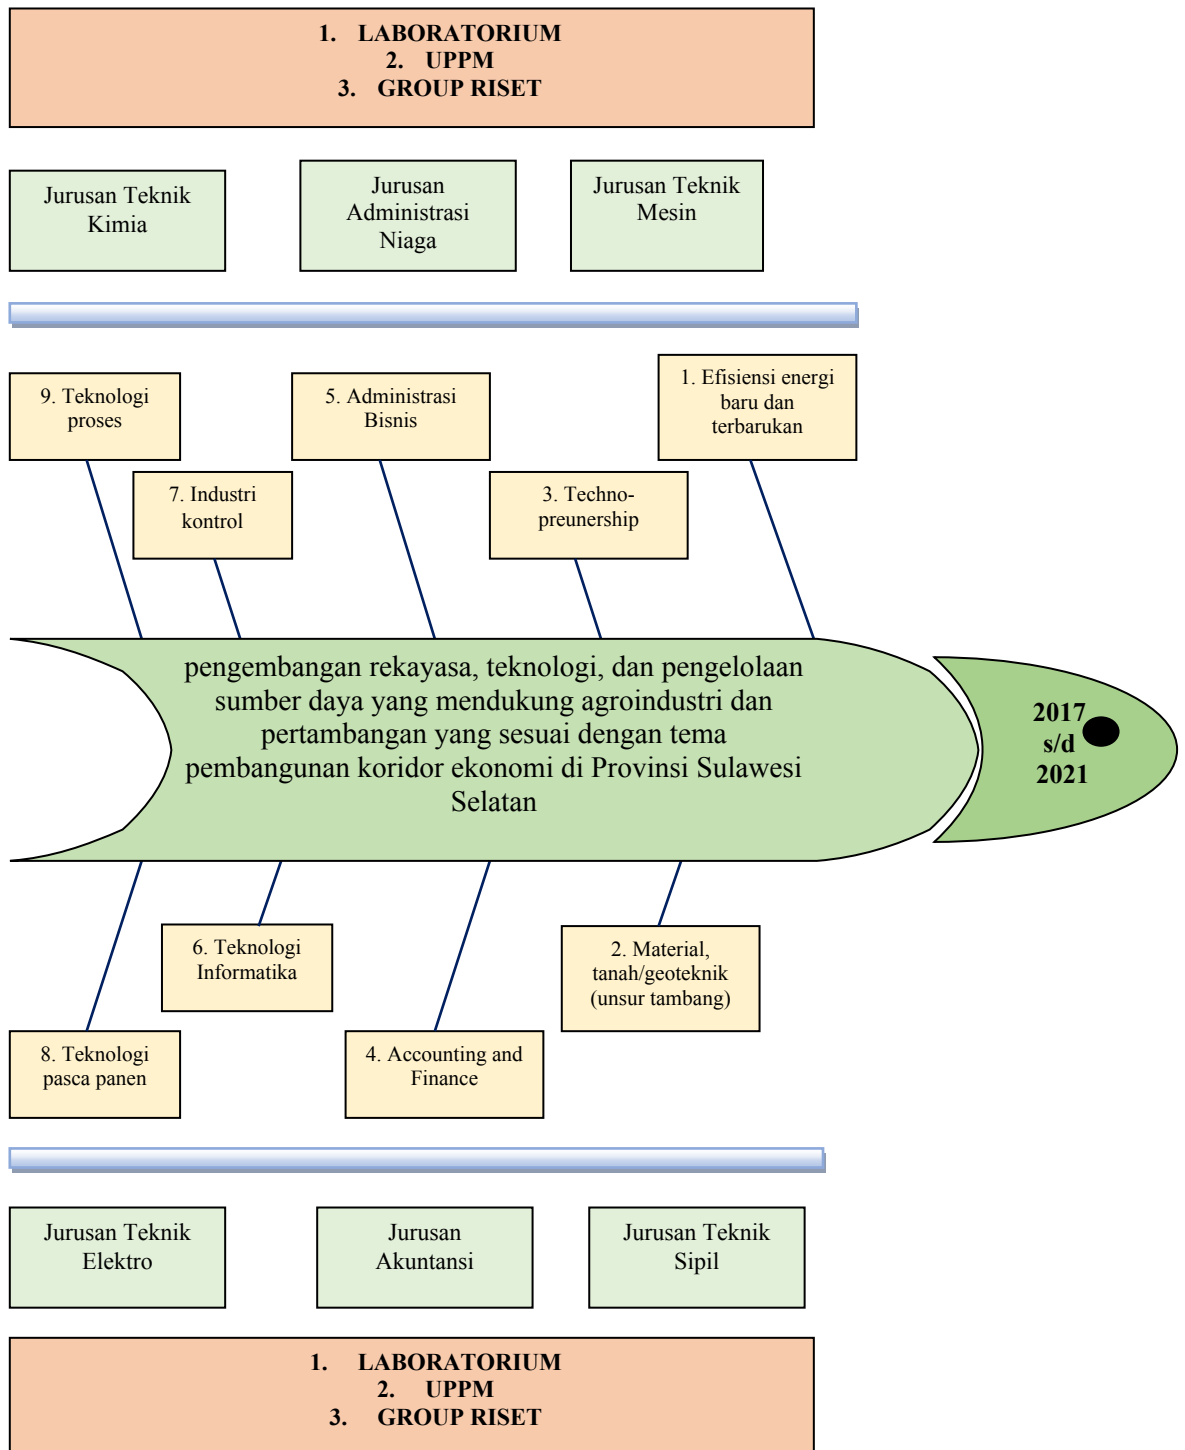 1. LABORATORIUM
2. UPPM
3. GROUP RISET
Jurusan Teknik
Kimia
Jurusan
Administrasi
Niaga
Jurusan Teknik
Mesin
9. Teknologi
proses
5. Administrasi
Bisnis
1. Efisiensi energi
baru dan
terbarukan
7. Industri
kontrol
3. Techno-
preunership
pengembangan rekayasa, teknologi, dan pengelolaan
sumber daya yang mendukung agroindustri dan
pertambangan yang sesuai dengan tema
pembangunan koridor ekonomi di Provinsi Sulawesi
Selatan
2017
s/d
2021
6. Teknologi
Informatika
2. Material,
tanah/geoteknik
(unsur tambang)
8. Teknologi
pasca panen
4. Accounting and
Finance
Jurusan Teknik
Elektro
Jurusan
Akuntansi
Jurusan Teknik
Sipil
1. LABORATORIUM
2. UPPM
3. GROUP RISET